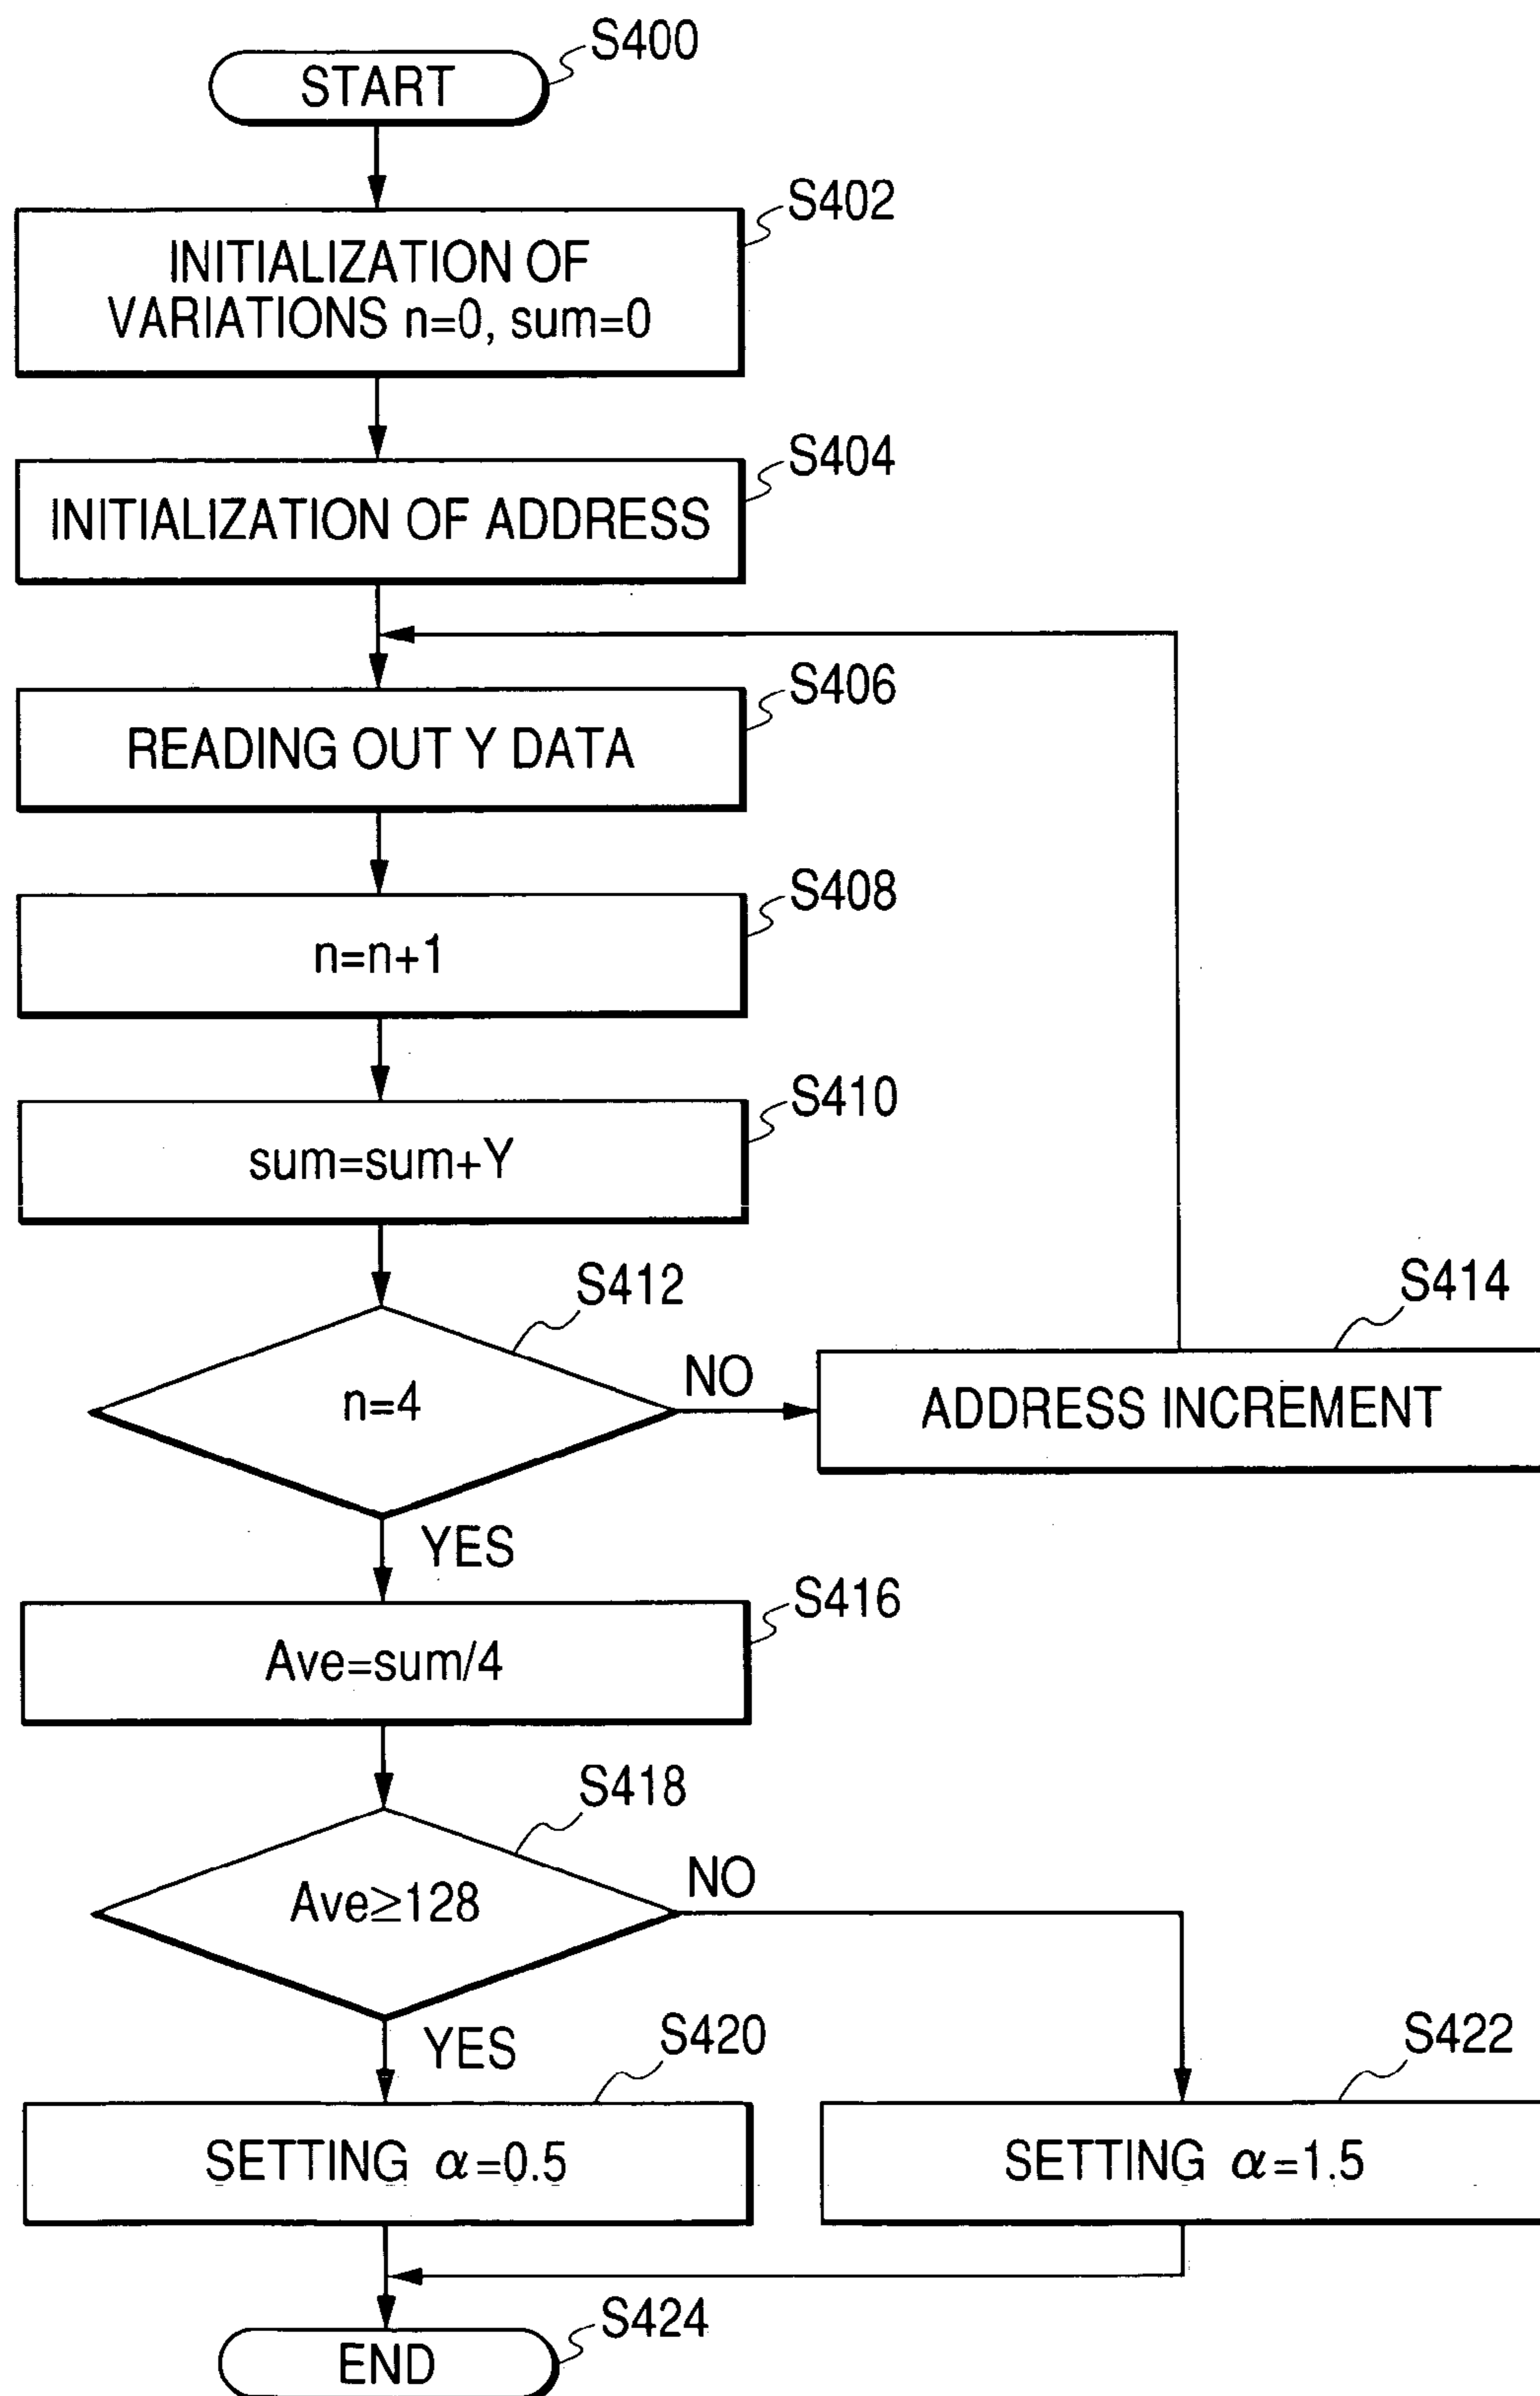 S400
START
S402
INITIALIZATION OF
VARIATIONS n=0, sum=0
S404
INITIALIZATION OF ADDRESS
S406
READING OUT Y DATA
S408
n=n+1
S410
sum=sum+Y
S412
n=4
NO
S414
ADDRESS INCREMENT
YES
S416
Ave=sum/4
S418
Ave≥128
NO
YES
S420
SETTING α=0.5
S422
SETTING α=1.5
S424
END